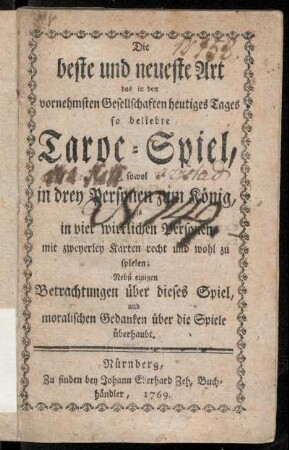 Die
beste und neueste Art
das in den
vornehmsten Gesellschaften heutiges Tages
so beliebte
Taroc-Spiel,
sowol
in drey Personen zum König,
in vier wirklichen Personen
mit zweyerley Karten recht und wohl zu
spielen;
Nebst einigen
Betrachtungen über dieses Spiel,
und
moralischen Gedanken über die Spiele
überhaupt.
Nürnberg,
Zu finden bey Johann Eberhard Zeh, Buch-
händler, 1769.